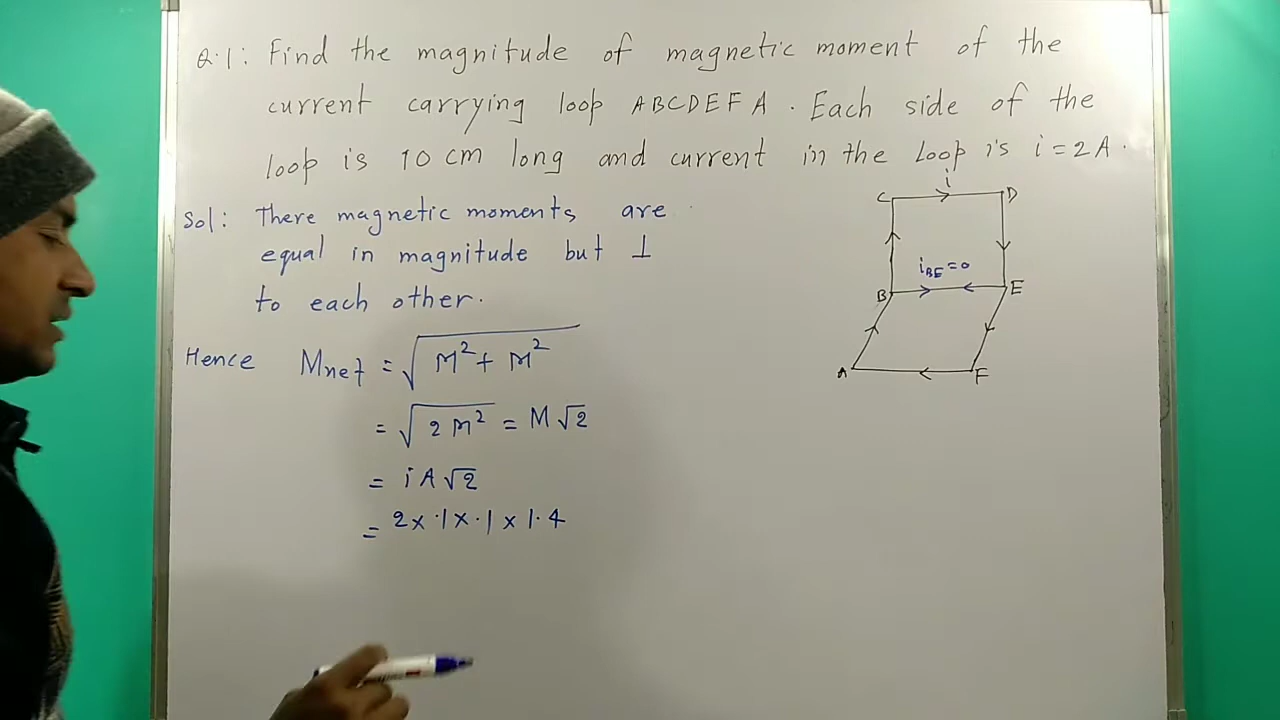 Q.1: Find the magnitude of magnetic moment of the
current carrying loop ABCDEFA. Each side of the
loop is 10 cm long and current in the Loop is i = 2 A.
Sol: There magnetic moments are
equal in magnitude but ⊥
to each other.
Hence Mnet = √(M² + M²)
= √(2M²) = M√2
= iA√2
= 2 × .1 × .1 × 1.4
i
C D
iBE = 0
B E
A F